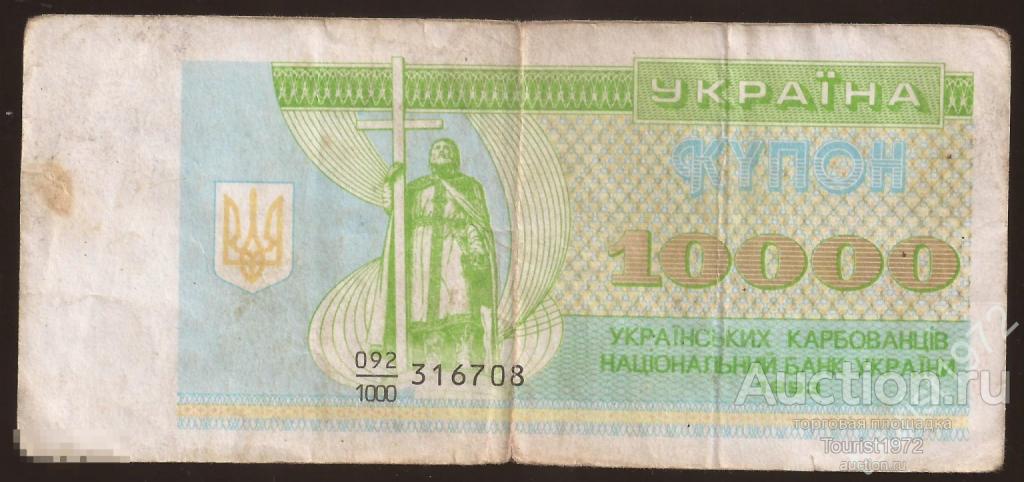 УКРАЇНА
КУПОН
10000
УКРАЇНСЬКИХ КАРБОВАНЦІВ
НАЦІОНАЛЬНИЙ БАНК УКРАЇНИ
092
1000
316708
Auction.ru
торговая площадка
Tourist1972
auction.ru